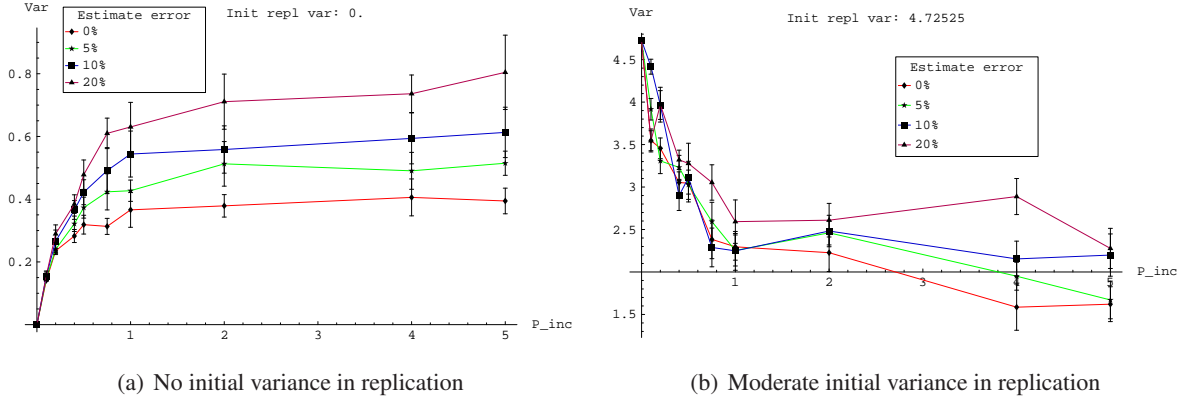 Var
Init repl var: 0.
Estimate error
0%
5%
10%
20%
0.8
0.6
0.4
0.2
1
2
3
4
5
P_inc
(a) No initial variance in replication
Var
Init repl var: 4.72525
Estimate error
0%
5%
10%
20%
4.5
4
3.5
3
2.5
1.5
1
2
3
4
5
P_inc
(b) Moderate initial variance in replication